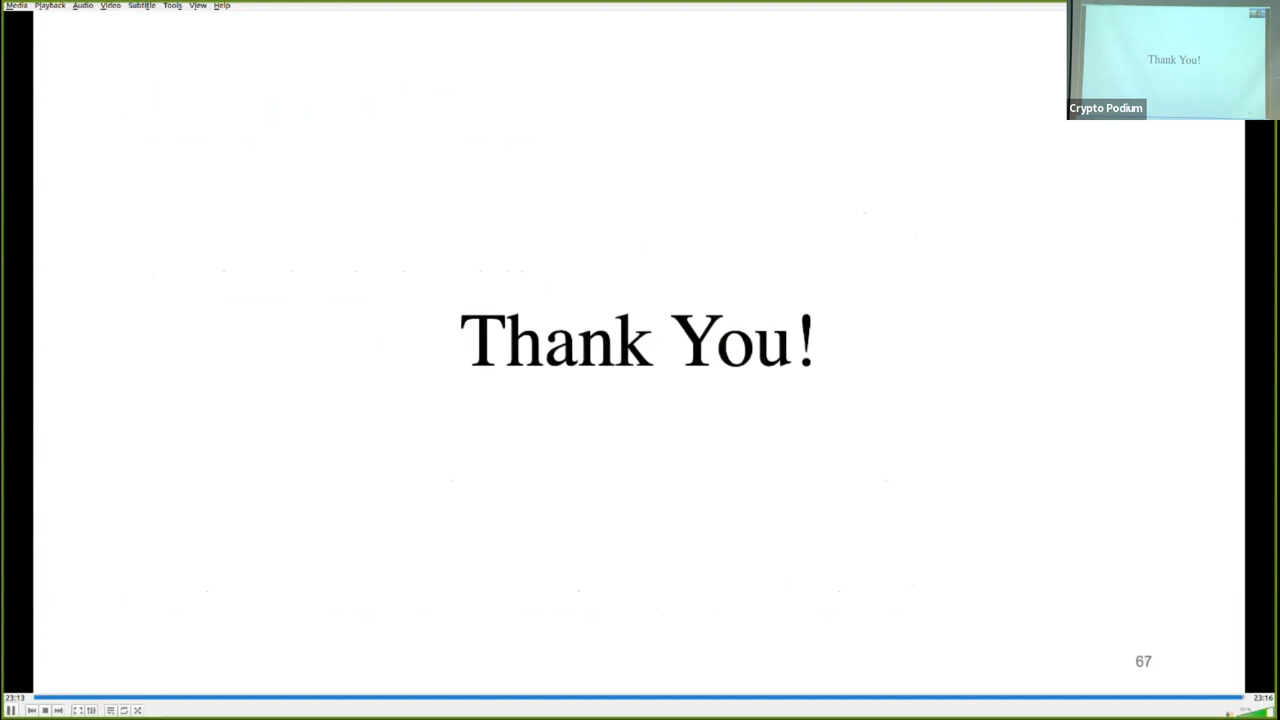 Media Playback Audio Video Subtitle Tools View Help
Thank You!
Crypto Podium
Thank You!
67
23:13
23:16